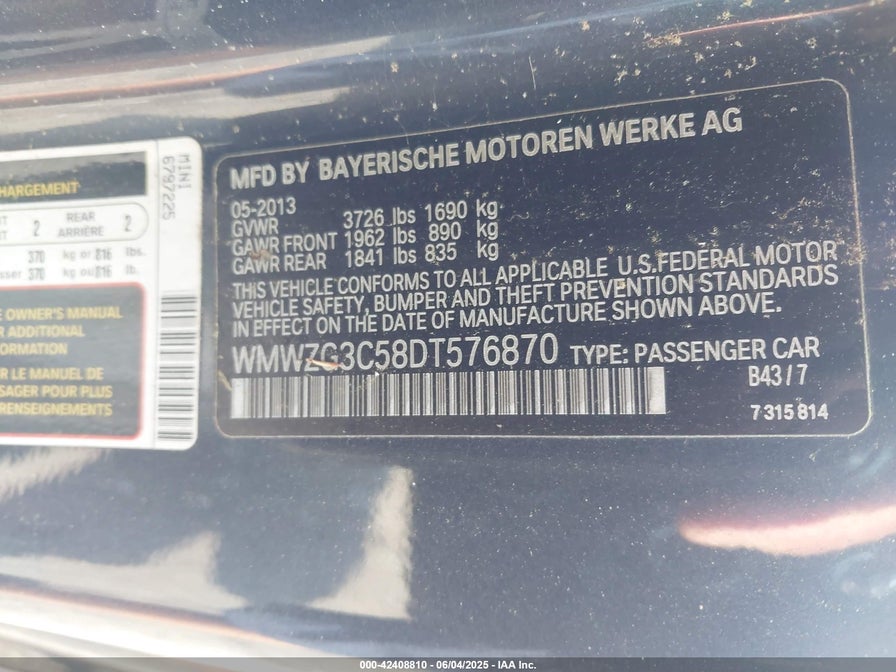 CHARGEMENT
2
REAR
ARRIÈRE
2
370 kg or 816 lbs.
370 kg ou 816 lb.
OWNER'S MANUAL
ADDITIONAL
LE MANUEL DE
POUR PLUS
RENSEIGNEMENTS
MINI
6797225
MFD BY BAYERISCHE MOTOREN WERKE AG
05-2013
GVWR 3726 lbs 1690 kg
GAWR FRONT 1962 lbs 890 kg
GAWR REAR 1841 lbs 835 kg
THIS VEHICLE CONFORMS TO ALL APPLICABLE U.S.FEDERAL MOTOR
VEHICLE SAFETY, BUMPER AND THEFT PREVENTION STANDARDS
IN EFFECT ON THE DATE OF MANUFACTURE SHOWN ABOVE.
WMWZG3C58DT576870 TYPE: PASSENGER CAR
B43/7
7 315 814
000-42408810 - 06/04/2025 - IAA Inc.